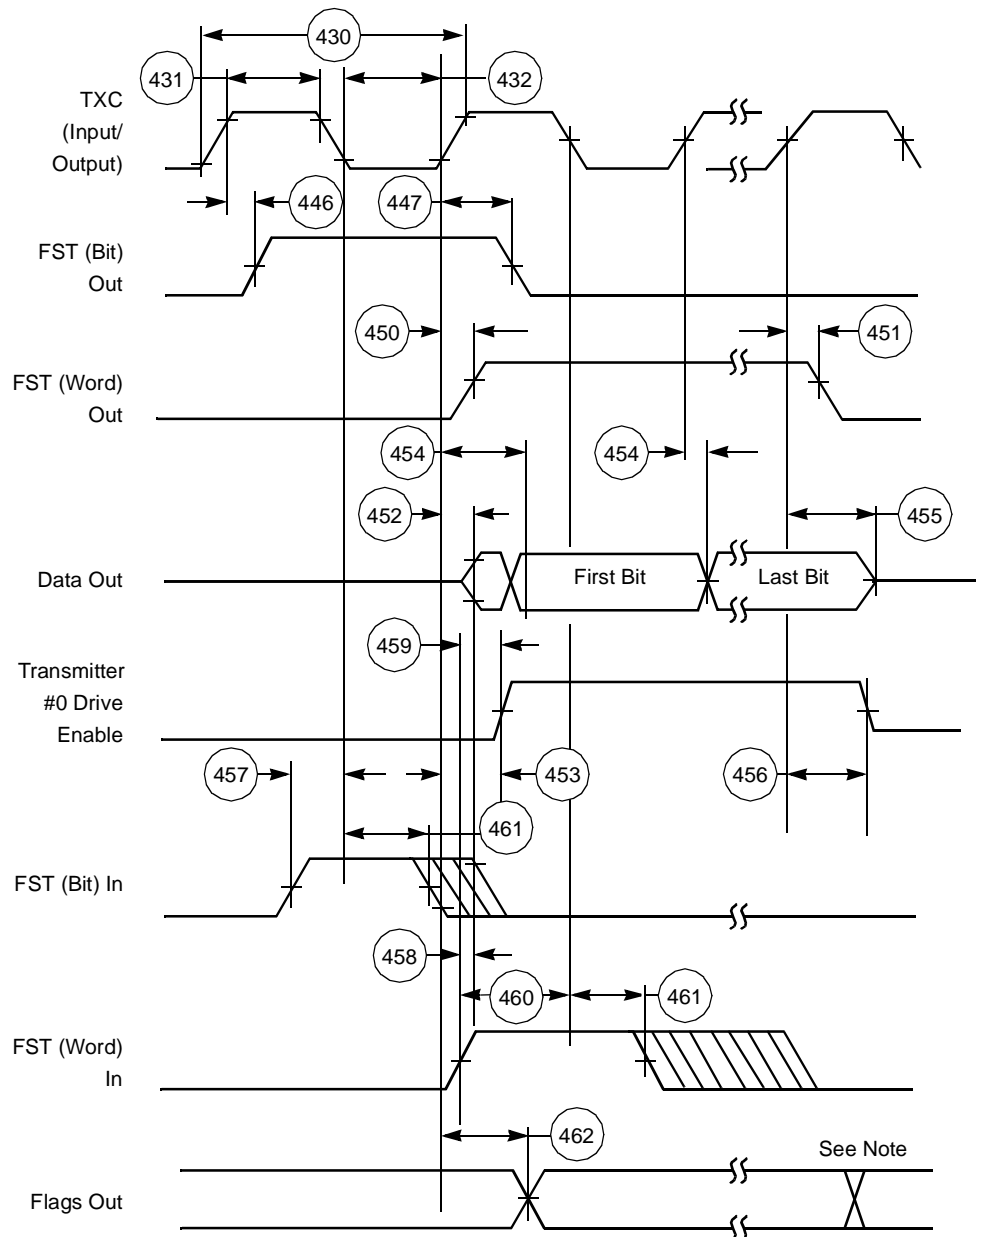 430
431
432
TXC
(Input/
Output)
446
447
FST (Bit)
Out
450
451
FST (Word)
Out
454
454
452
455
Data Out
First Bit
Last Bit
459
Transmitter
#0 Drive
Enable
457
453
456
461
FST (Bit) In
458
460
461
FST (Word)
In
462
See Note
Flags Out